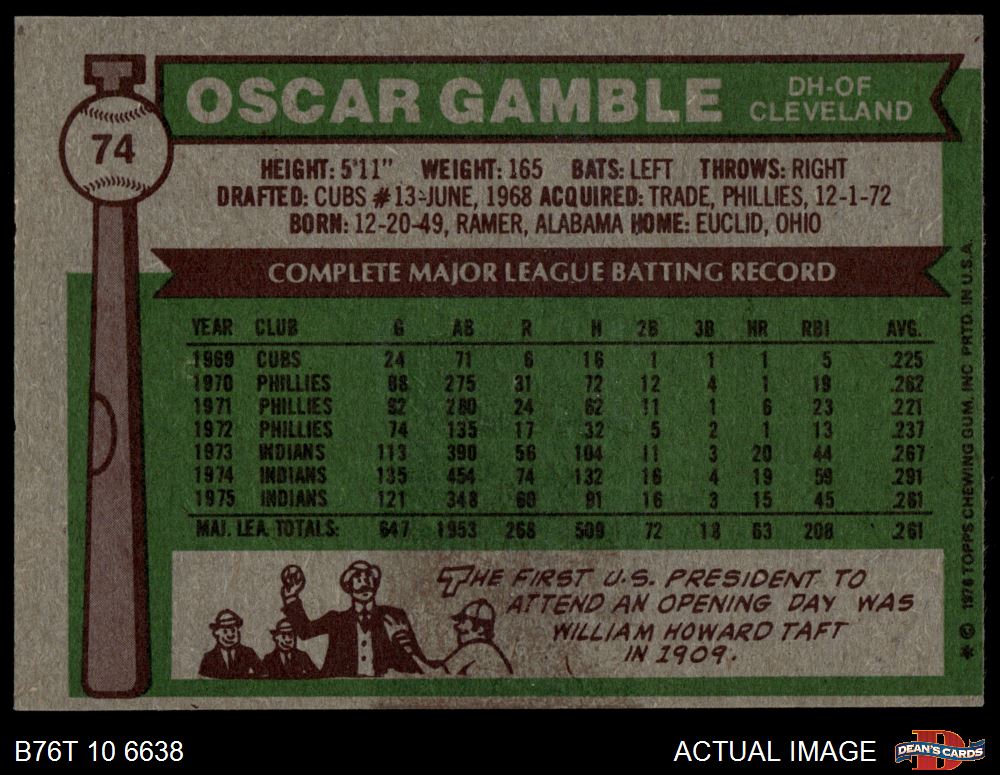 OSCAR GAMBLE
DH-OF
CLEVELAND
74
HEIGHT: 5'11" WEIGHT: 165 BATS: LEFT THROWS: RIGHT
DRAFTED: CUBS #13-JUNE, 1968 ACQUIRED: TRADE, PHILLIES, 12-1-72
BORN: 12-20-49, RAMER, ALABAMA HOME: EUCLID, OHIO
COMPLETE MAJOR LEAGUE BATTING RECORD
YEAR CLUB G AB R H 2B 3B HR RBI AVG.
1969 CUBS 24 71 6 16 1 1 1 5 .225
1970 PHILLIES 88 275 31 72 12 4 1 19 .262
1971 PHILLIES 92 280 24 62 11 1 6 23 .221
1972 PHILLIES 74 135 17 32 5 2 1 13 .237
1973 INDIANS 113 390 56 104 11 3 20 44 .267
1974 INDIANS 135 454 74 132 16 4 19 59 .291
1975 INDIANS 121 348 60 91 16 3 15 45 .261
MAJ. LEA. TOTALS: 647 1953 268 509 72 18 63 208 .261
THE FIRST U.S. PRESIDENT TO
ATTEND AN OPENING DAY WAS
WILLIAM HOWARD TAFT
IN 1909.
* © 1976 TOPPS CHEWING GUM, INC PRTD. IN U.S.A.
B76T 10 6638
ACTUAL IMAGE
DEAN'S CARDS